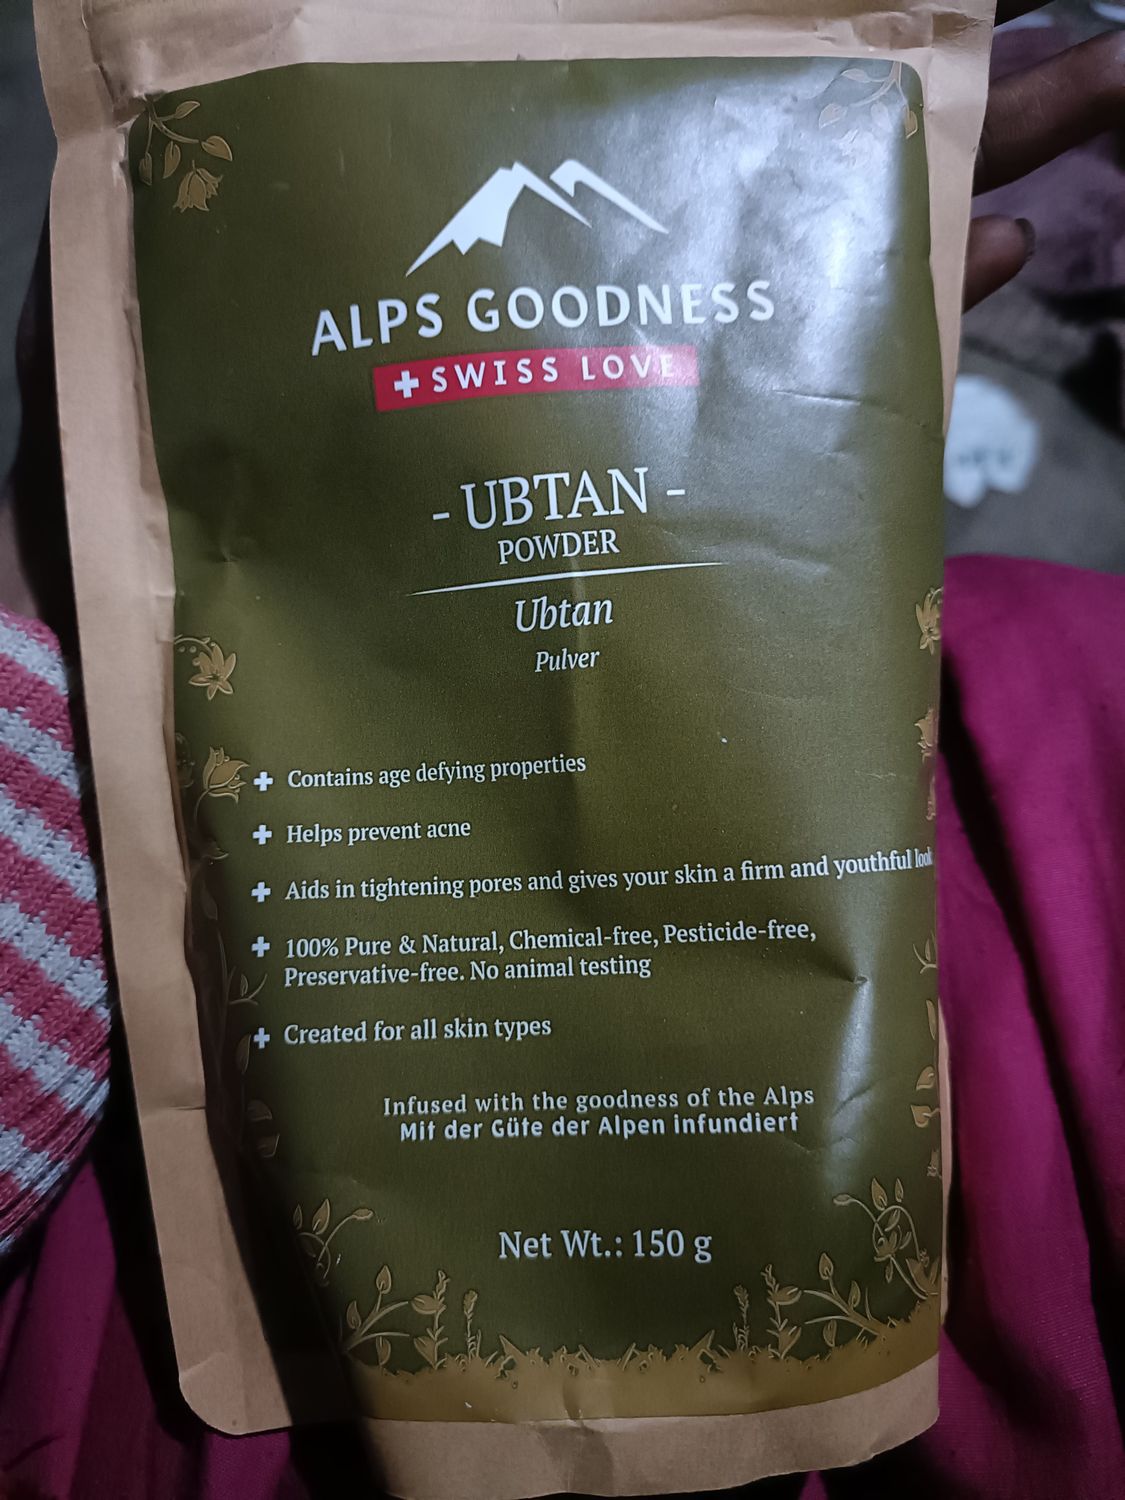 ALPS GOODNESS
SWISS LOVE
- UBTAN -
POWDER
Ubtan
Pulver
Contains age defying properties
Helps prevent acne
Aids in tightening pores and gives your skin a firm and youthful look
100% Pure & Natural, Chemical-free, Pesticide-free,
Preservative-free. No animal testing
Created for all skin types
Infused with the goodness of the Alps
Mit der Güte der Alpen infundiert
Net Wt.: 150 g